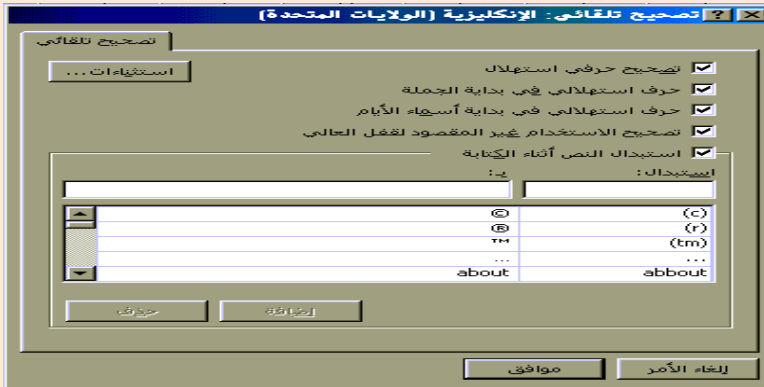 تصحيح تلقائي: الإنكليزية (الولايات المتحدة)
تصحيح تلقائي
تصحيح حرفي استهلال
استثناءات...
حرف استهلالي في بداية الجملة
حرف استهلالي في بداية أسماء الأيام
تصحيح الاستخدام غير المقصود لقفل العالي
استبدال النص أثناء الكتابة
استبدال: بـ:
(c) ©
(r) ®
(tm) ™
... ...
abbout about
إضافة حذف
إلغاء الأمر موافق